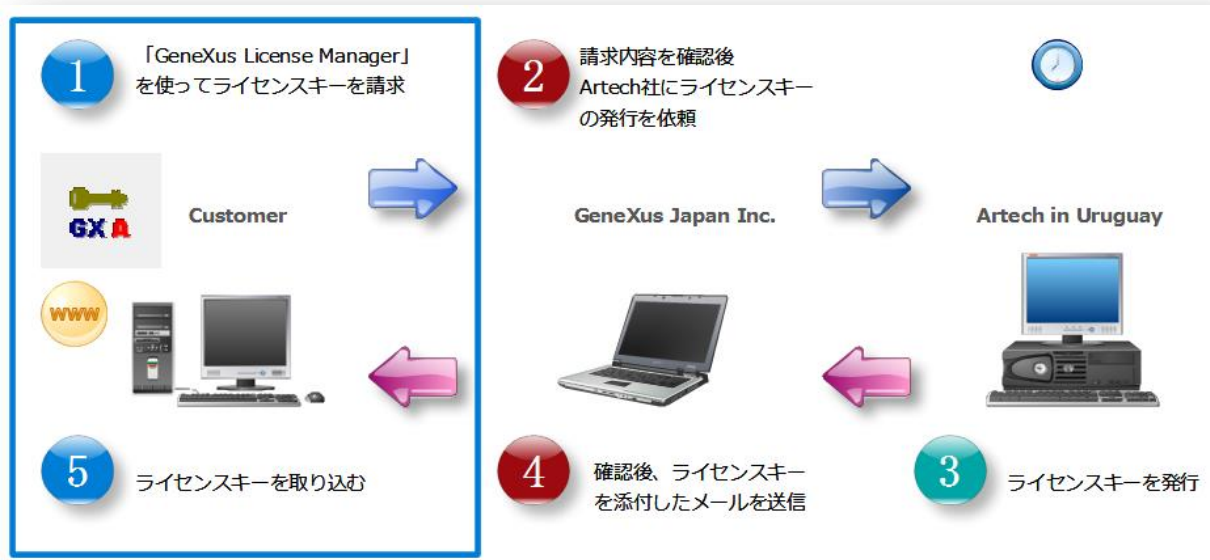 1
「GeneXus License Manager」
を使ってライセンスキーを請求
2
請求内容を確認後
Artech社にライセンスキー
の発行を依頼
GX A
Customer
GeneXus Japan Inc.
Artech in Uruguay
WWW
5
ライセンスキーを取り込む
4
確認後、ライセンスキー
を添付したメールを送信
3
ライセンスキーを発行